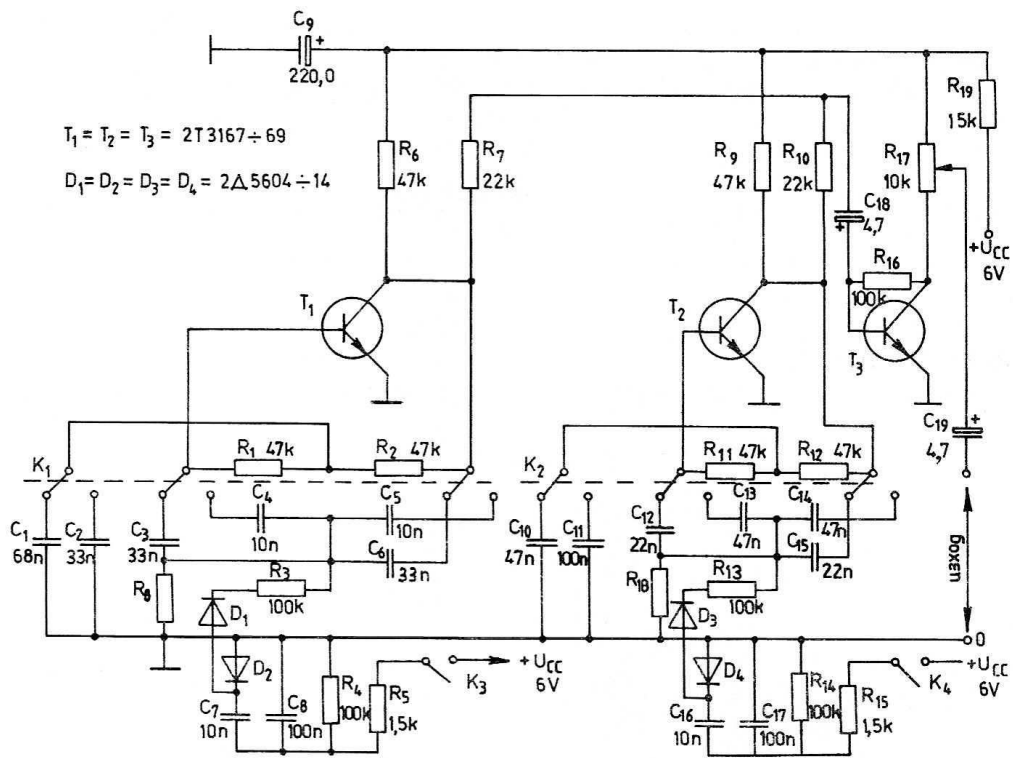 C9
+
220,0
T1 = T2 = T3 = 2T3167÷69
D1 = D2 = D3 = D4 = 2Д5604÷14
R6
47k
R7
22k
R9
47k
R10
22k
R17
10k
R19
15k
C18
4,7
+
R16
100k
+UCC
6V
T1
T2
T3
C19
+
4,7
K1
R1 47k
R2 47k
K2
R11 47k
R12 47k
C1
68n
C2
33n
C3
33n
C4
10n
C5
10n
C6
33n
C10
47n
C11
100n
C12
22n
C13
47n
C14
47n
C15
22n
R8
R3
100k
R18
R13
100k
изход
D1
D2
D3
D4
0
C7
10n
C8
100n
R4
100k
R5
1,5k
K3
+UCC
6V
C16
10n
C17
100n
R14
100k
R15
1,5k
K4
+UCC
6V